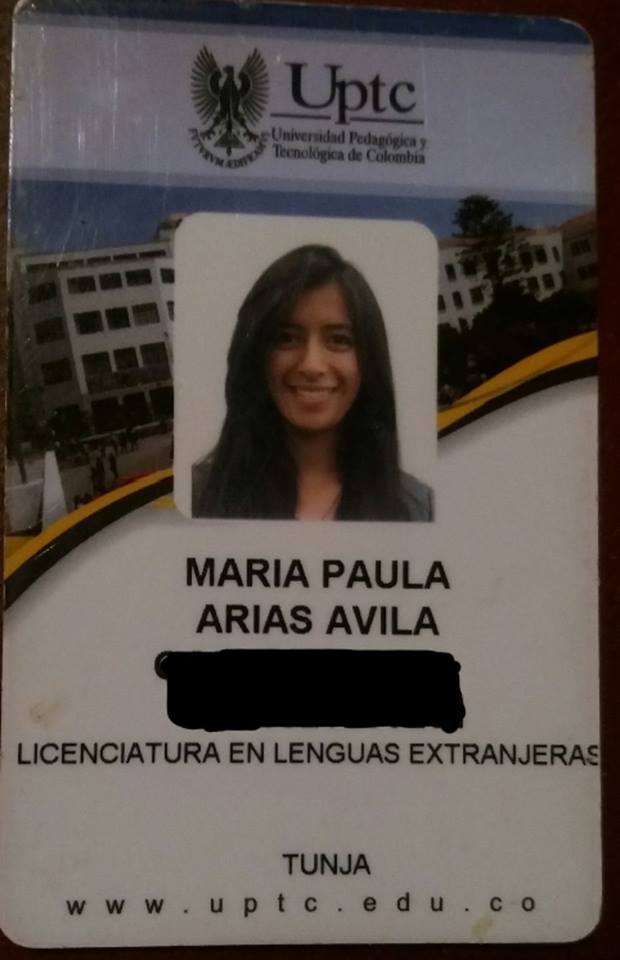 Uptc
Universidad Pedagógica y
Tecnológica de Colombia
MARIA PAULA
ARIAS AVILA
LICENCIATURA EN LENGUAS EXTRANJERAS
TUNJA
www.uptc.edu.co